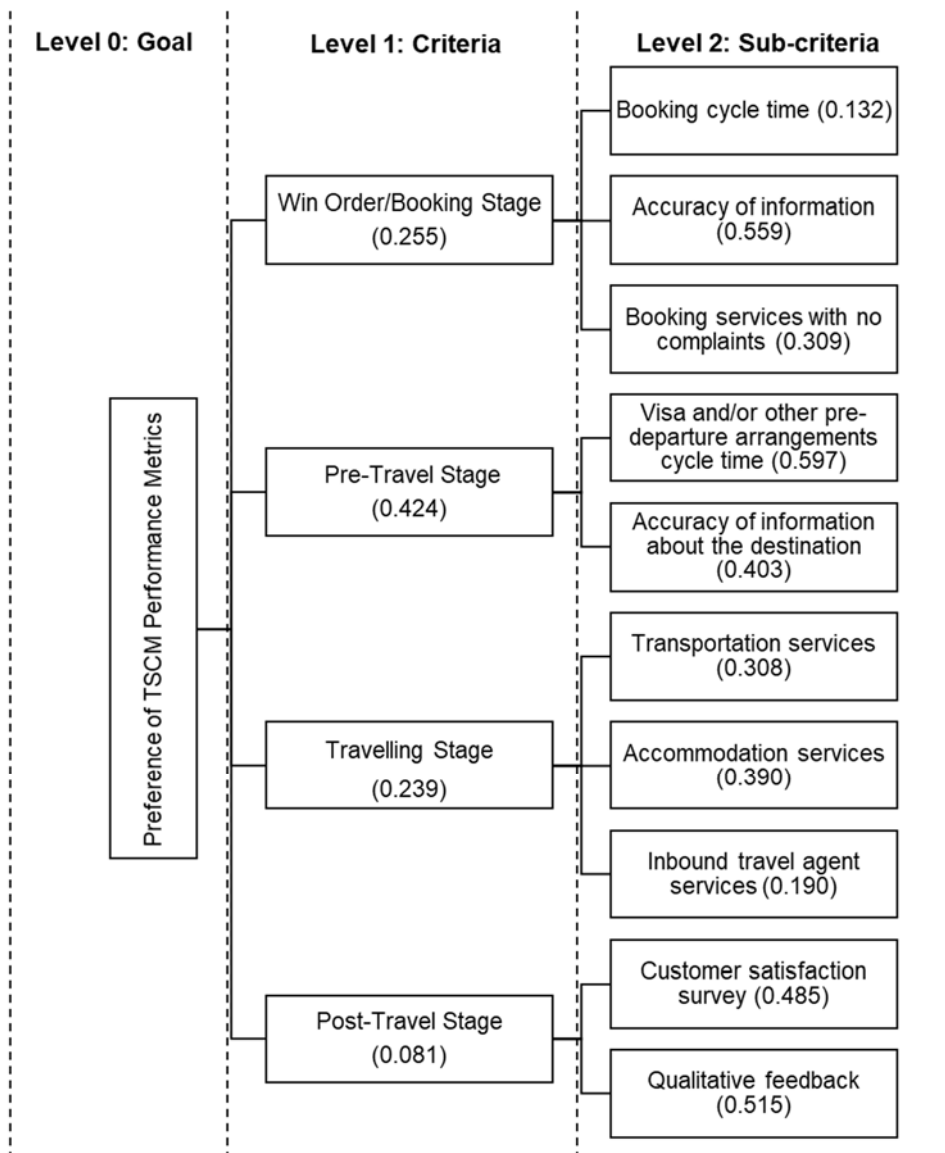 Level 0: Goal
Level 1: Criteria
Level 2: Sub-criteria
Preference of TSCM Performance Metrics
Win Order/Booking Stage
(0.255)
Booking cycle time (0.132)
Accuracy of information
(0.559)
Booking services with no
complaints (0.309)
Pre-Travel Stage
(0.424)
Visa and/or other pre-
departure arrangements
cycle time (0.597)
Accuracy of information
about the destination
(0.403)
Travelling Stage
(0.239)
Transportation services
(0.308)
Accommodation services
(0.390)
Inbound travel agent
services (0.190)
Post-Travel Stage
(0.081)
Customer satisfaction
survey (0.485)
Qualitative feedback
(0.515)